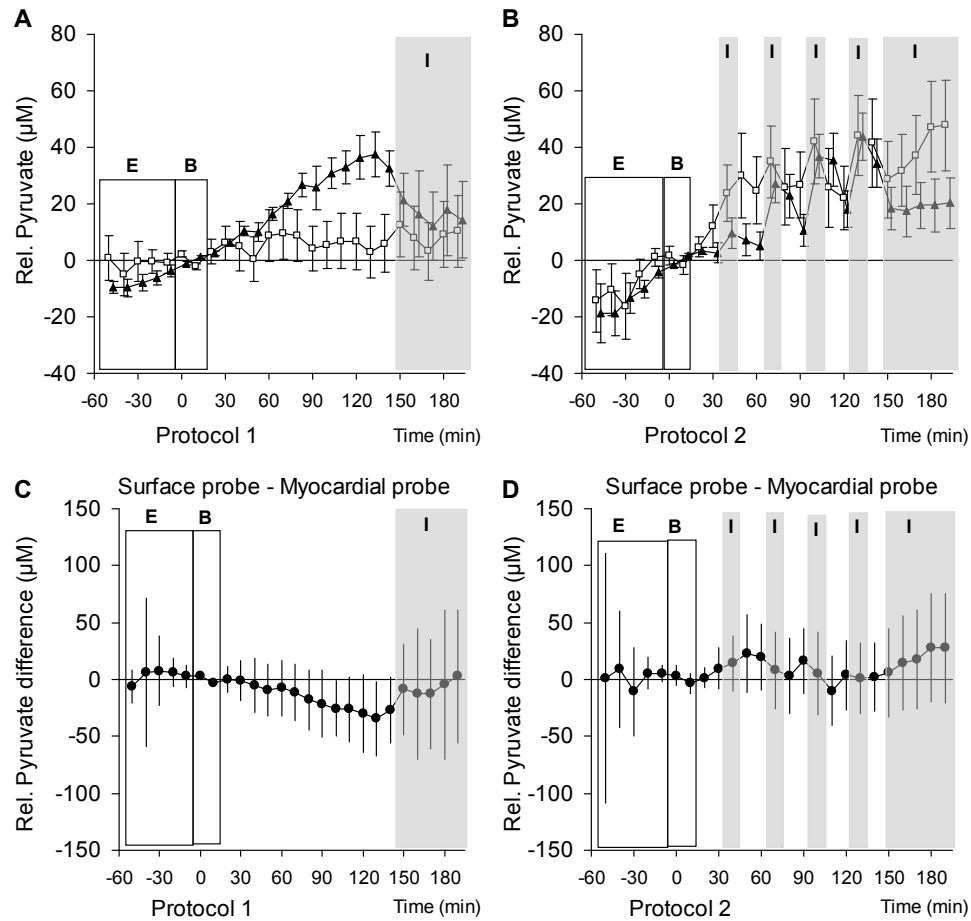 A
B
Rel. Pyruvate (µM)
80
60
40
20
0
-20
-40
E
B
I
-60 -30 0 30 60 90 120 150 180
Protocol 1
Time (min)
Rel. Pyruvate (µM)
80
60
40
20
0
-20
-40
E
B
I I I I I
-60 -30 0 30 60 90 120 150 180
Protocol 2
Time (min)
C
Surface probe - Myocardial probe
Rel. Pyruvate difference (µM)
150
100
50
0
-50
-100
-150
E
B
I
-60 -30 0 30 60 90 120 150 180
Protocol 1
Time (min)
D
Surface probe - Myocardial probe
Rel. Pyruvate difference (µM)
150
100
50
0
-50
-100
-150
E
B
I I I I I
-60 -30 0 30 60 90 120 150 180
Protocol 2
Time (min)